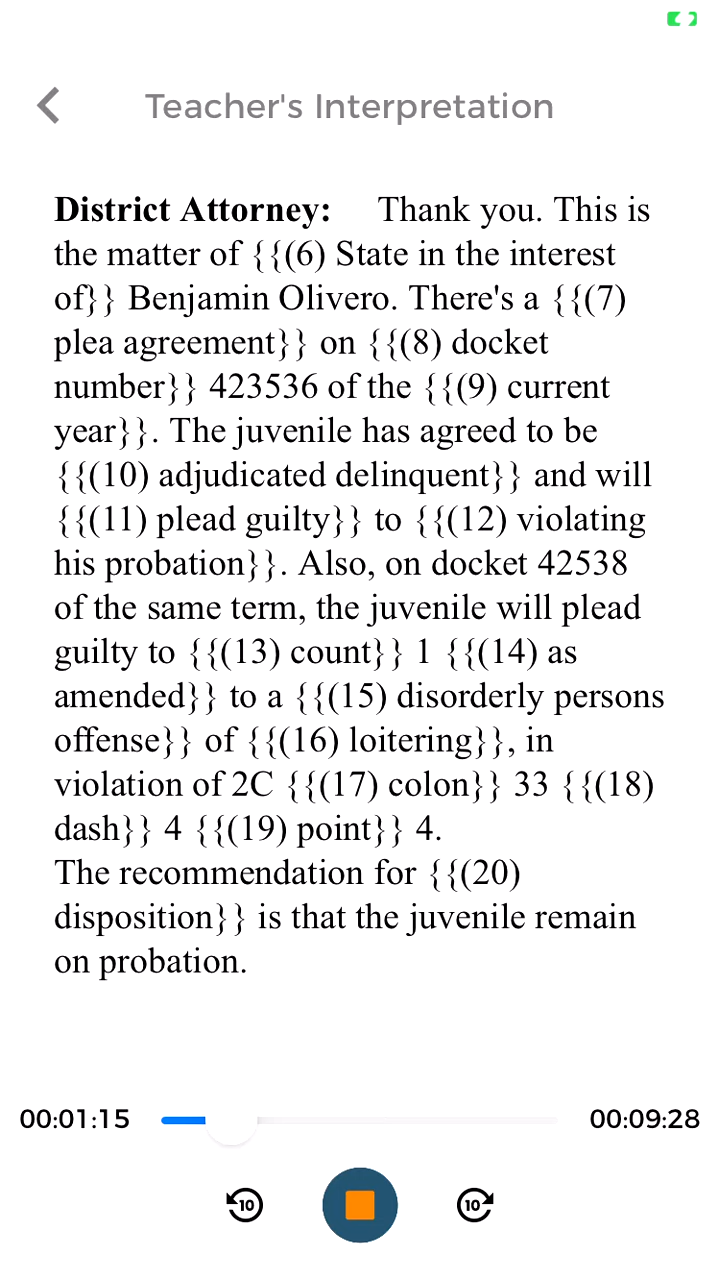 Teacher's Interpretation
District Attorney: Thank you. This is
the matter of {{(6) State in the interest
of}} Benjamin Olivero. There's a {{(7)
plea agreement}} on {{(8) docket
number}} 423536 of the {{(9) current
year}}. The juvenile has agreed to be
{{(10) adjudicated delinquent}} and will
{{(11) plead guilty}} to {{(12) violating
his probation}}. Also, on docket 42538
of the same term, the juvenile will plead
guilty to {{(13) count}} 1 {{(14) as
amended}} to a {{(15) disorderly persons
offense}} of {{(16) loitering}}, in
violation of 2C {{(17) colon}} 33 {{(18)
dash}} 4 {{(19) point}} 4.
The recommendation for {{(20)
disposition}} is that the juvenile remain
on probation.
00:01:15 00:09:28
10 10